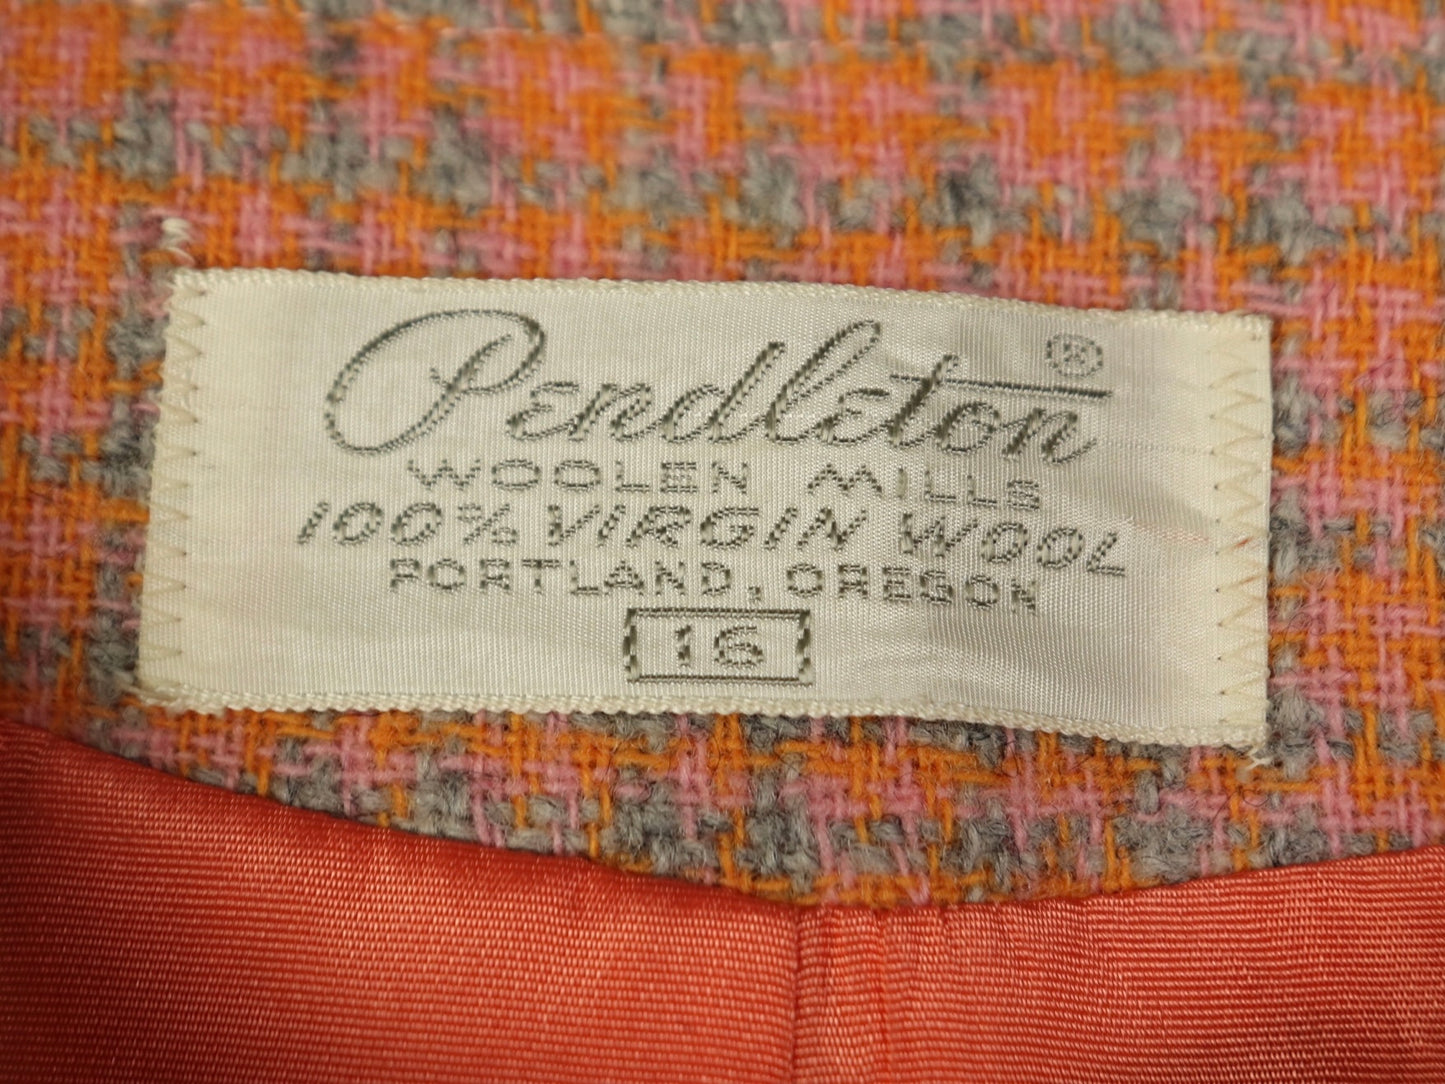 Pendleton®
WOOLEN MILLS
100% VIRGIN WOOL
PORTLAND, OREGON
16